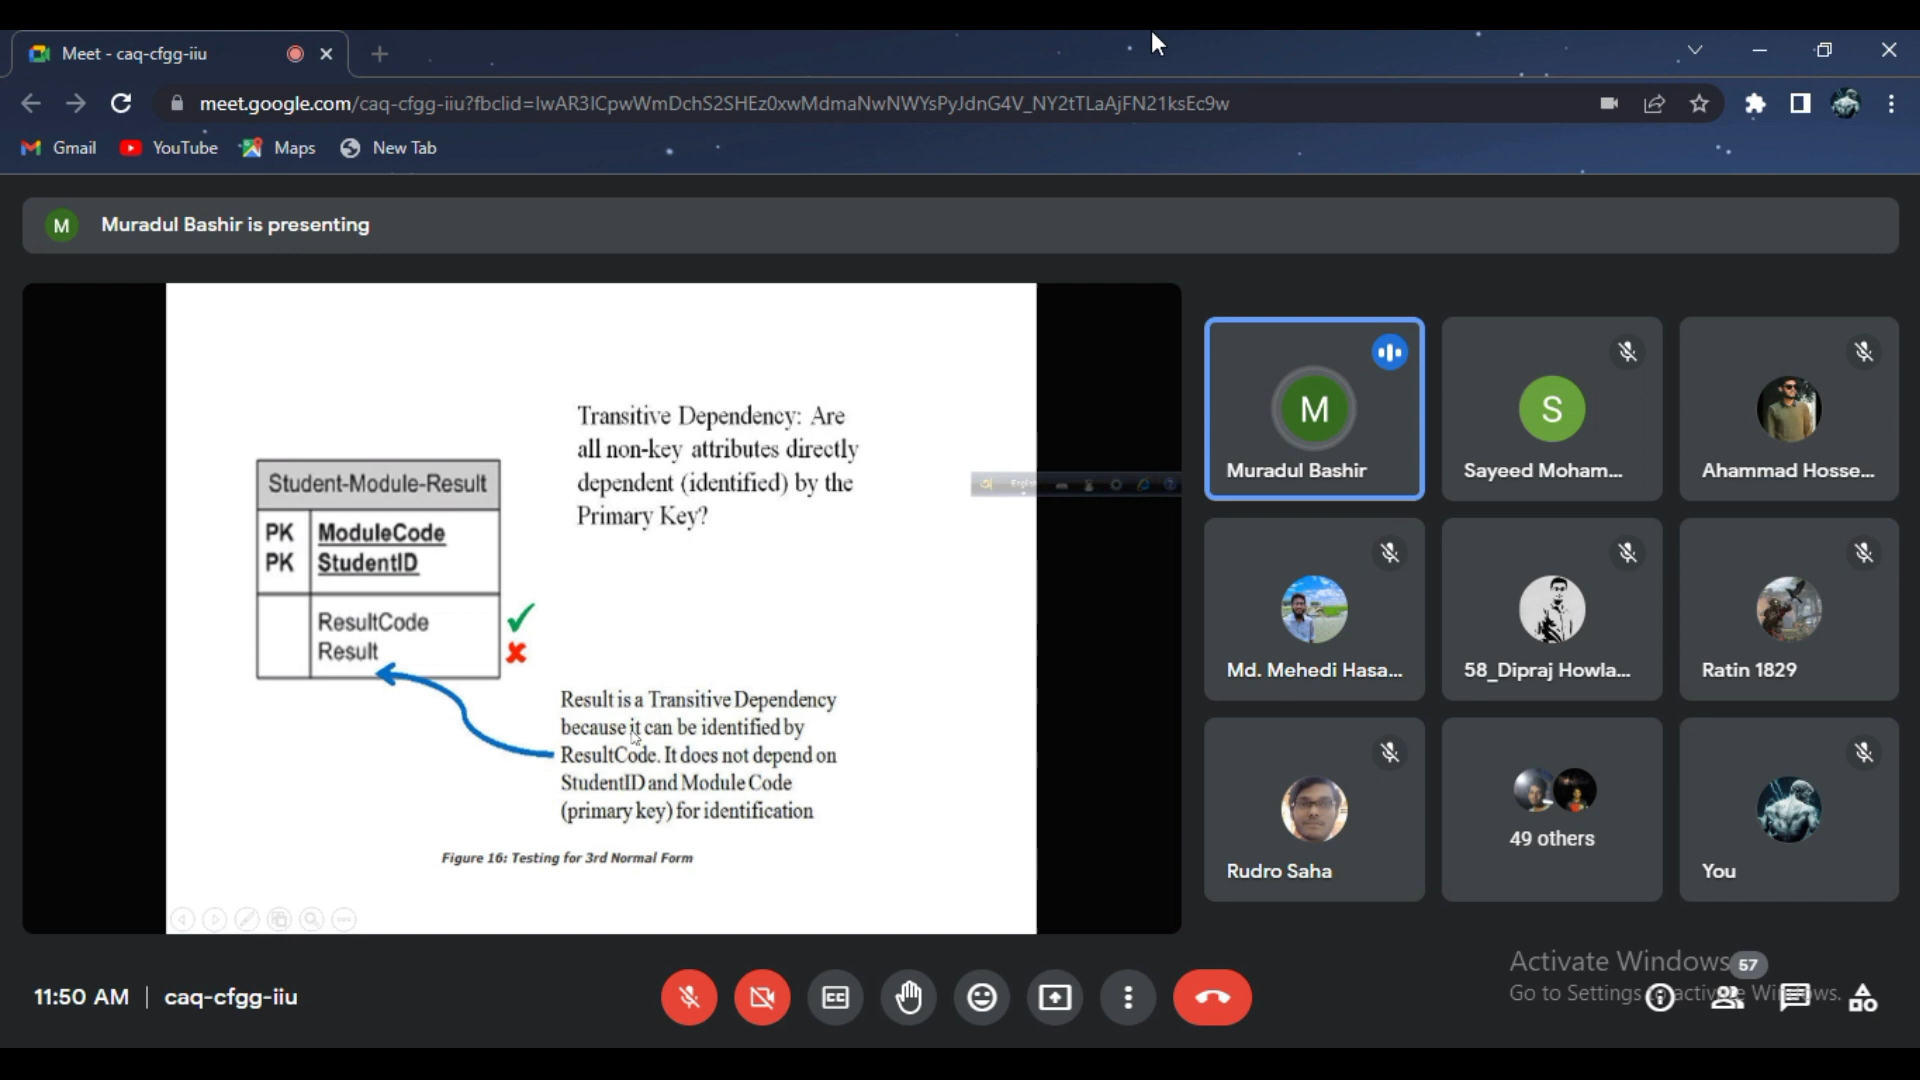 Meet - caq-cfgg-iiu
meet.google.com/caq-cfgg-iiu?fbclid=IwAR3ICpwWmDchS2SHEz0xwMdmaNwNWYsPyJdnG4V_NY2tTLaAjFN21ksEc9w
Gmail YouTube Maps New Tab
M Muradul Bashir is presenting
Transitive Dependency: Are
all non-key attributes directly
dependent (identified) by the
Primary Key?
Student-Module-Result
PK ModuleCode
PK StudentID
ResultCode
Result
Result is a Transitive Dependency
because it can be identified by
ResultCode. It does not depend on
StudentID and Module Code
(primary key) for identification
Figure 16: Testing for 3rd Normal Form
M
Muradul Bashir
S
Sayeed Moham...
Ahammad Hosse...
Md. Mehedi Hasa...
58_Dipraj Howla...
Ratin 1829
Rudro Saha
49 others
You
11:50 AM | caq-cfgg-iiu
CC
Activate Windows
57
Go to Settings to activate Windows.